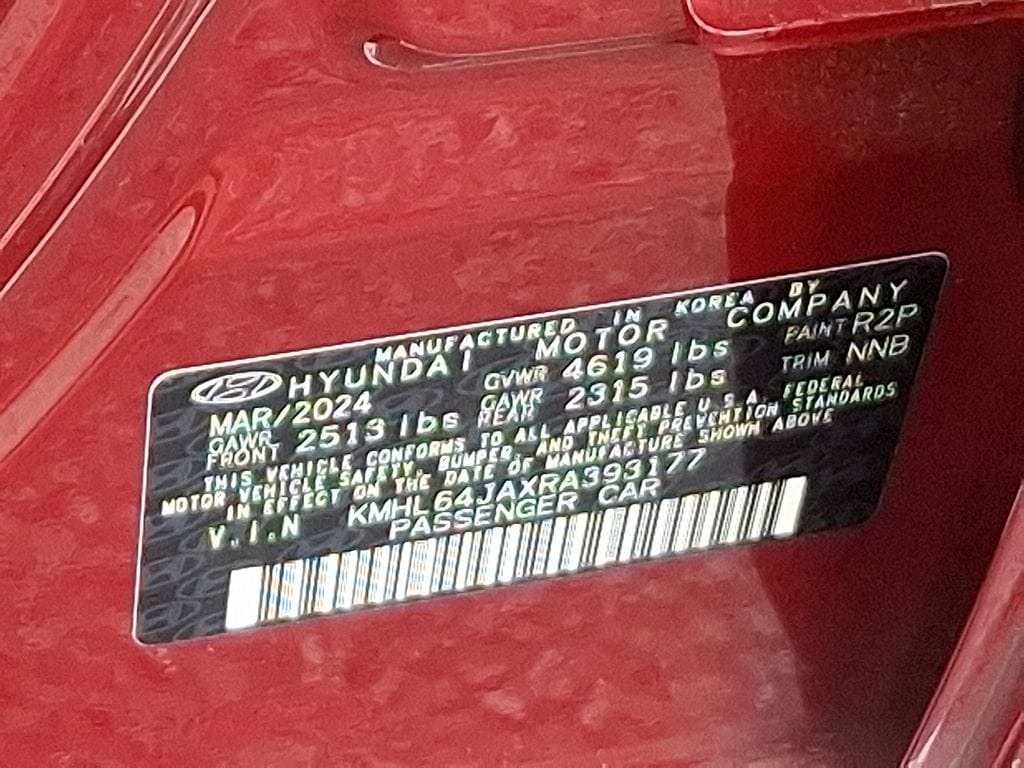 MANUFACTURED IN KOREA BY
HYUNDAI MOTOR COMPANY
MAR/2024 GVWR 4619 lbs PAINT R2P
GAWR FRONT 2513 lbs GAWR REAR 2315 lbs TRIM NNB
THIS VEHICLE CONFORMS TO ALL APPLICABLE U.S.A. FEDERAL
MOTOR VEHICLE SAFETY, BUMPER, AND THEFT PREVENTION STANDARDS
IN EFFECT ON THE DATE OF MANUFACTURE SHOWN ABOVE
V.I.N KMHL64JAXRA393177
PASSENGER CAR